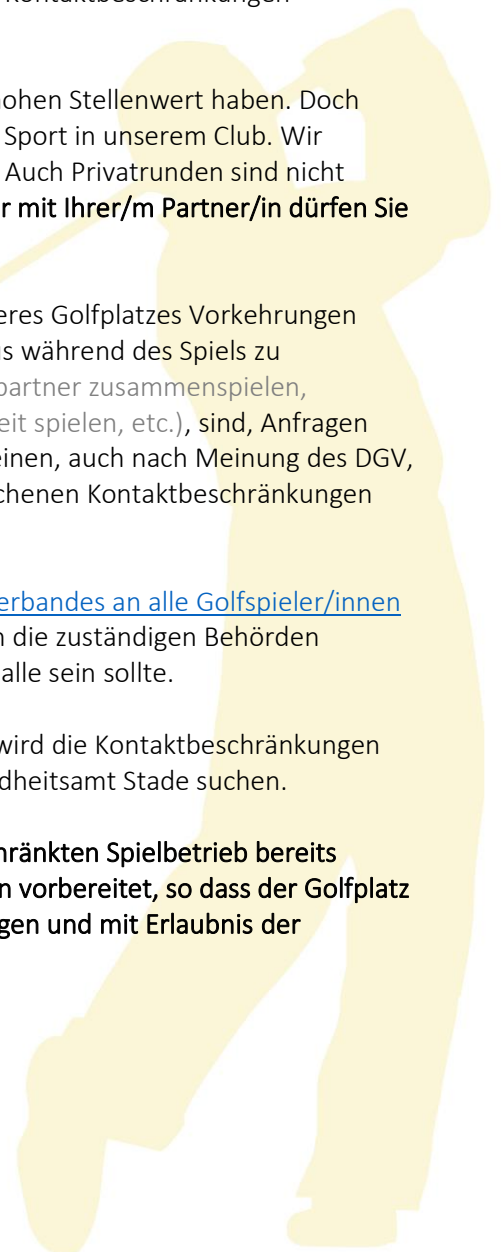 Kontaktbeschränkungen
hohen Stellenwert haben. Doch
Sport in unserem Club. Wir
Auch Privatrunden sind nicht
r mit Ihrer/m Partner/in dürfen Sie
eres Golfplatzes Vorkehrungen
us während des Spiels zu
partner zusammenspielen,
eit spielen, etc.), sind, Anfragen
einen, auch nach Meinung des DGV,
chenen Kontaktbeschränkungen
erbandes an alle Golfspieler/innen
n die zuständigen Behörden
alle sein sollte.
wird die Kontaktbeschränkungen
dheitsamt Stade suchen.
hränkten Spielbetrieb bereits
n vorbereitet, so dass der Golfplatz
gen und mit Erlaubnis der